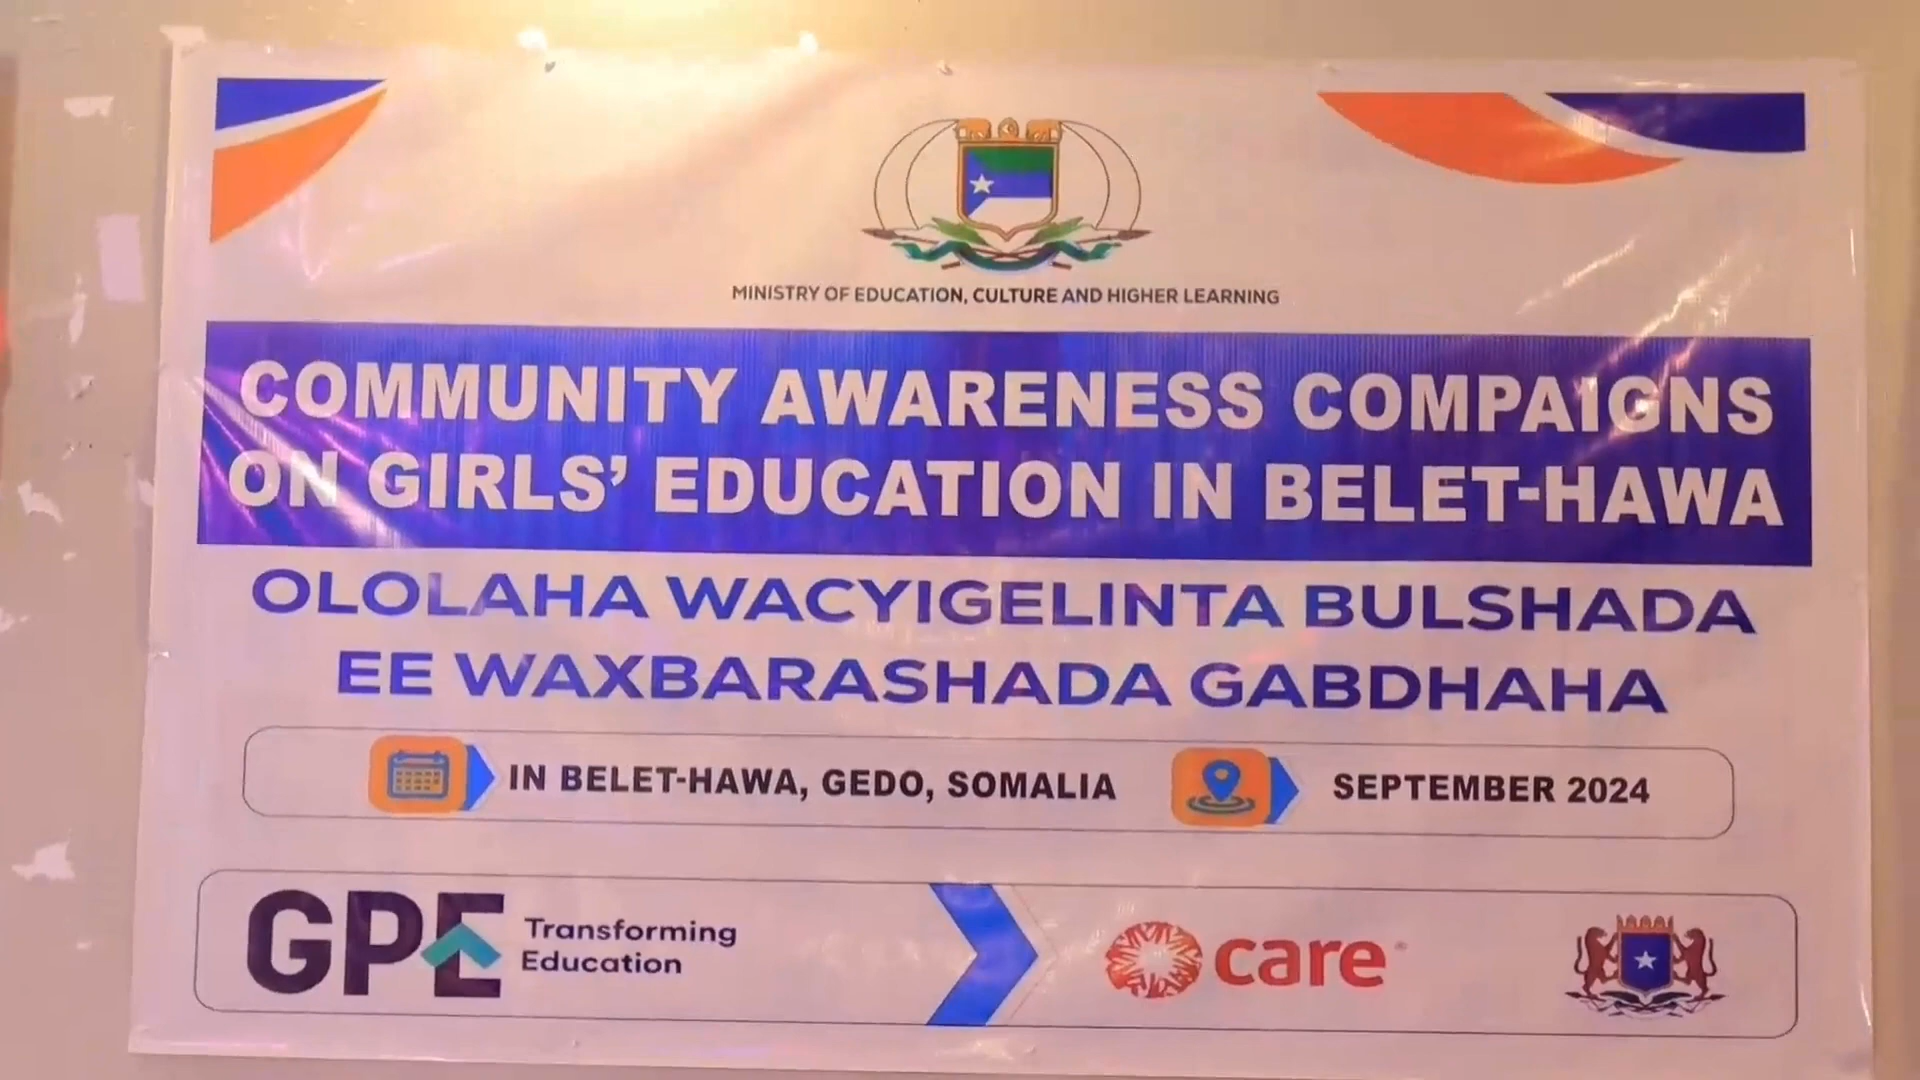 MINISTRY OF EDUCATION, CULTURE AND HIGHER LEARNING
COMMUNITY AWARENESS COMPAIGNS
ON GIRLS’ EDUCATION IN BELET-HAWA
OLOLAHA WACYIGELINTA BULSHADA
EE WAXBARASHADA GABDHAHA
IN BELET-HAWA, GEDO, SOMALIA SEPTEMBER 2024
GPE Transforming
Education
care